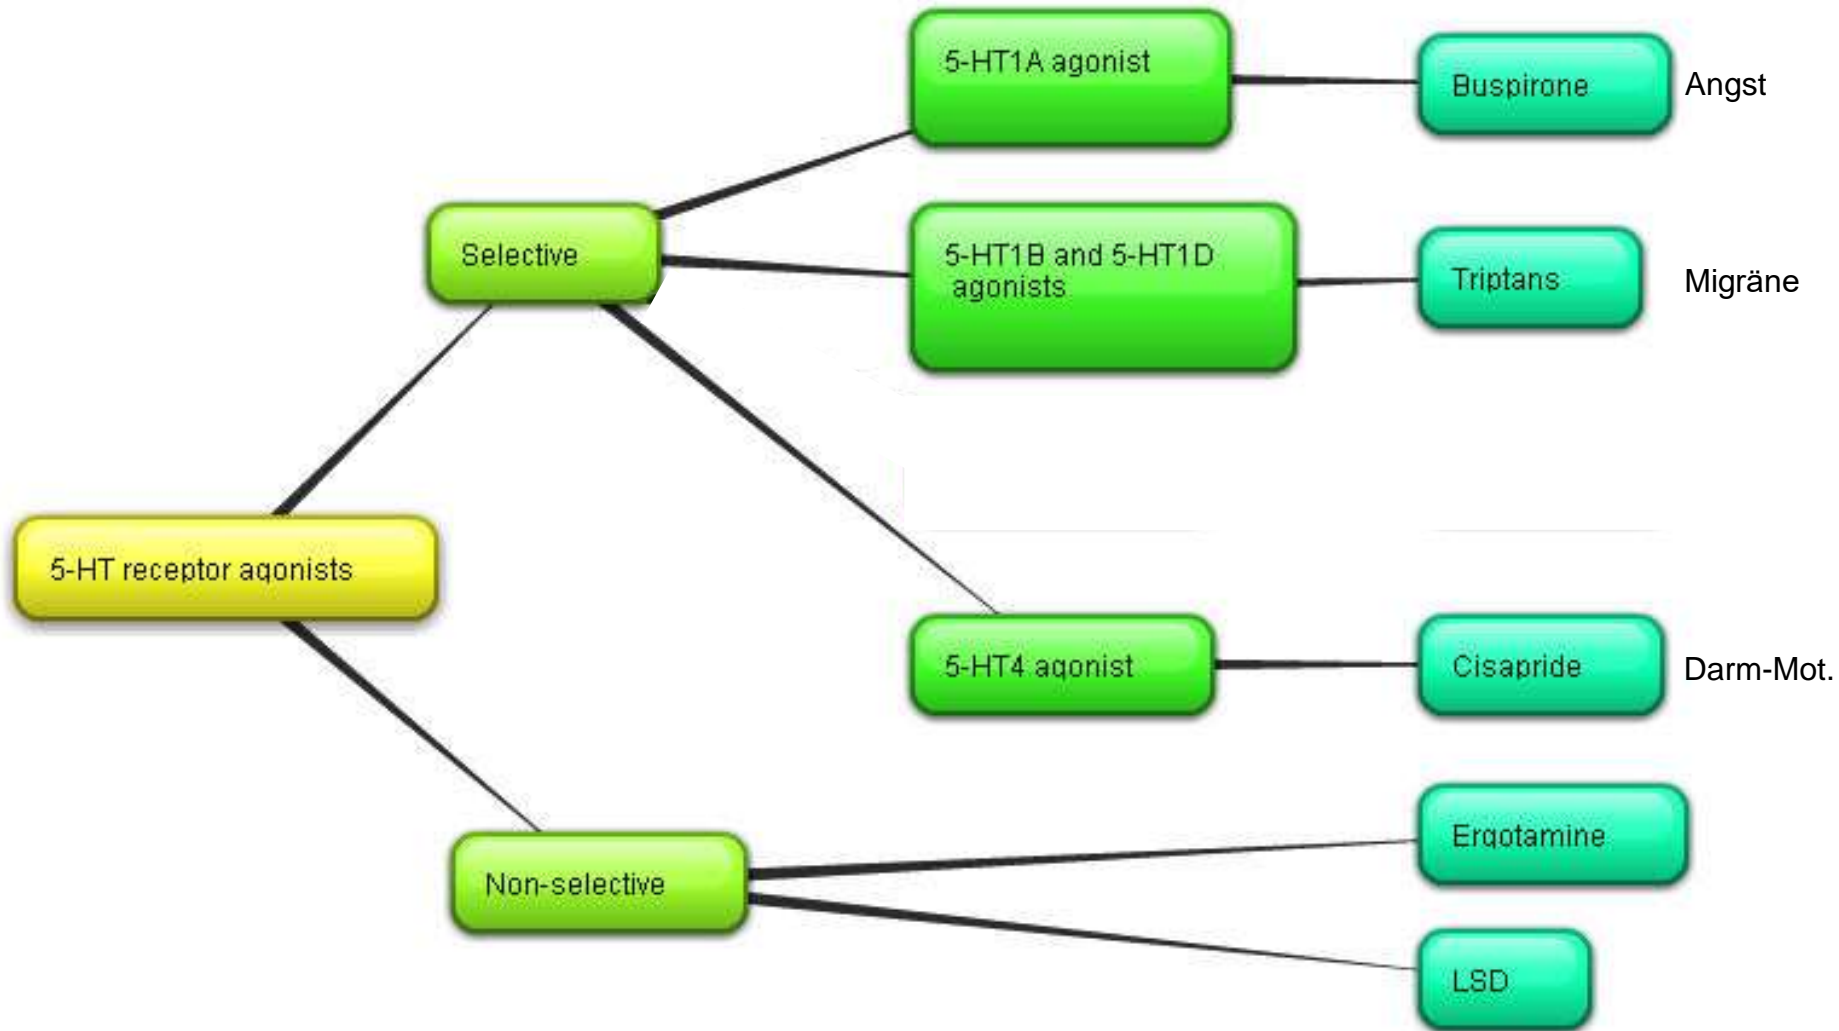 5-HT1A agonist
Buspirone
Angst
Selective
5-HT1B and 5-HT1D
agonists
Triptans
Migräne
5-HT receptor agonists
5-HT4 agonist
Cisapride
Darm-Mot.
Non-selective
Ergotamine
LSD